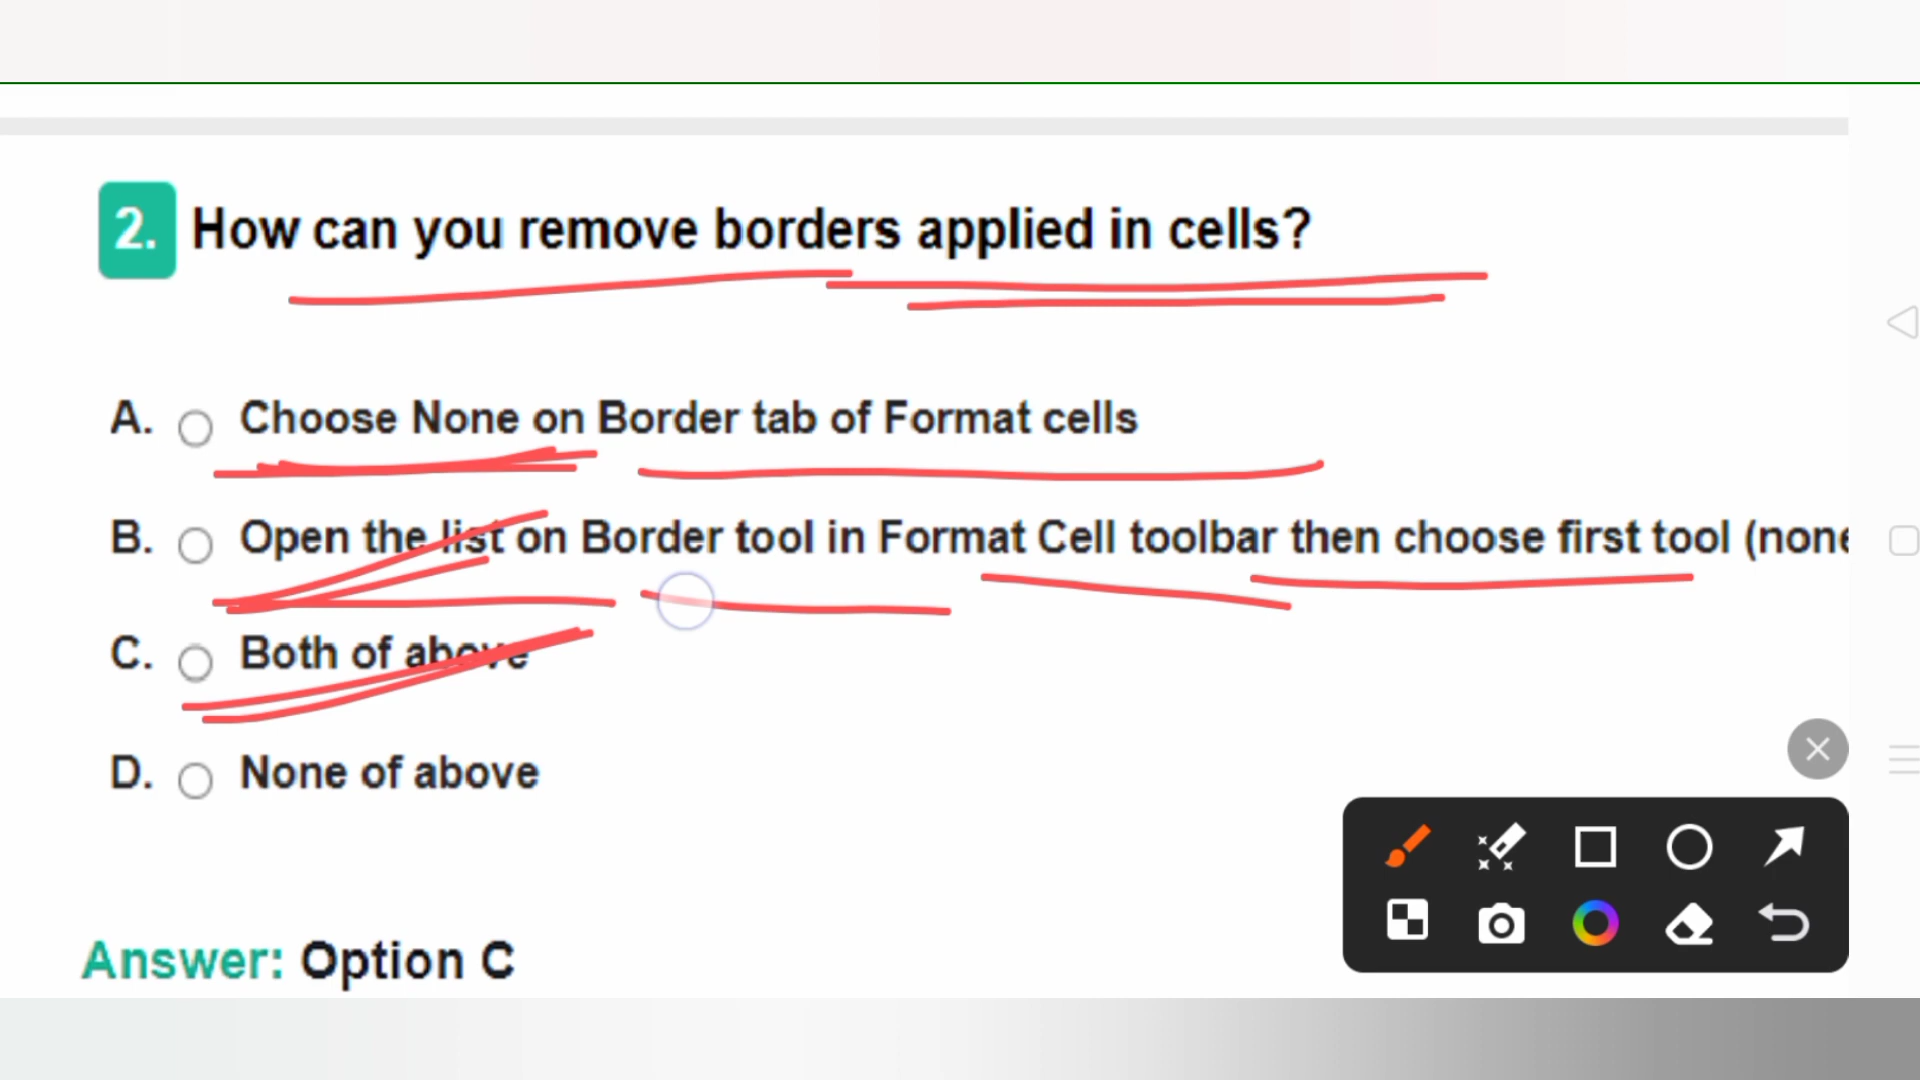 2. How can you remove borders applied in cells?
A. Choose None on Border tab of Format cells
B. Open the list on Border tool in Format Cell toolbar then choose first tool (none
C. Both of above
D. None of above
Answer: Option C